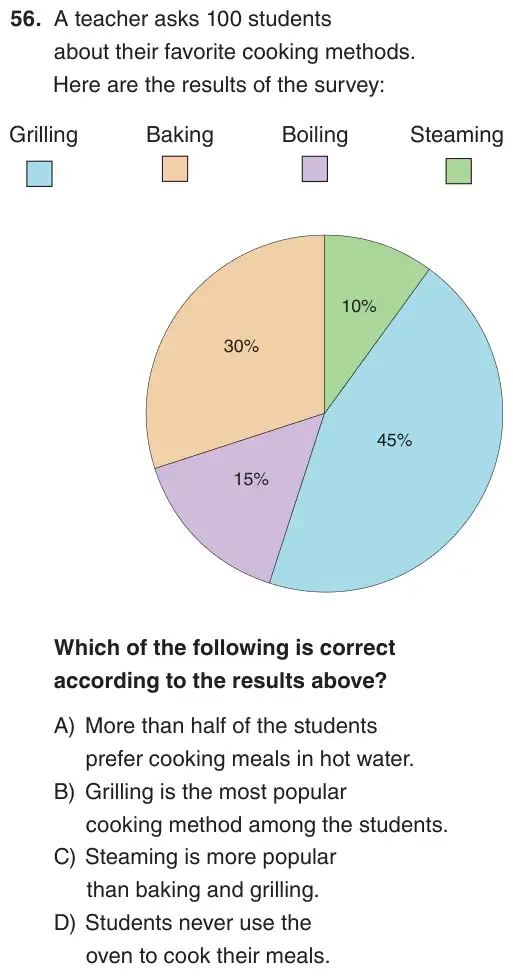 56. A teacher asks 100 students
about their favorite cooking methods.
Here are the results of the survey:
Grilling Baking Boiling Steaming
10%
30%
45%
15%
Which of the following is correct
according to the results above?
A) More than half of the students
prefer cooking meals in hot water.
B) Grilling is the most popular
cooking method among the students.
C) Steaming is more popular
than baking and grilling.
D) Students never use the
oven to cook their meals.